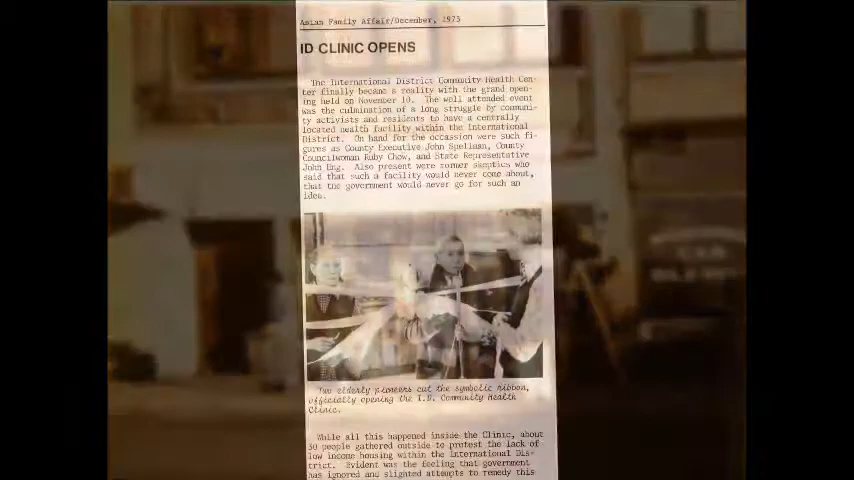 Asian Family Affair/December, 1975
ID CLINIC OPENS
The International District Community Health Cen-
ter finally became a reality with the grand open-
ing held on November 10. The well attended event
was the culmination of a long struggle by communi-
ty activists and residents to have a centrally
located health facility within the International
District. On hand for the occassion were such fi-
gures as County Executive John Spellman, County
Councilwoman Ruby Chow, and State Representative
John Eng. Also present were former skeptics who
said that such a facility would never come about,
that the government would never go for such an
idea.
Two elderly pioneers cut the symbolic ribbon,
officially opening the I.D. Community Health
Clinic.
While all this happened inside the Clinic, about
50 people gathered outside to protest the lack of
low income housing within the International Dis-
trict. Evident was the feeling that government
has ignored and slighted attempts to remedy this